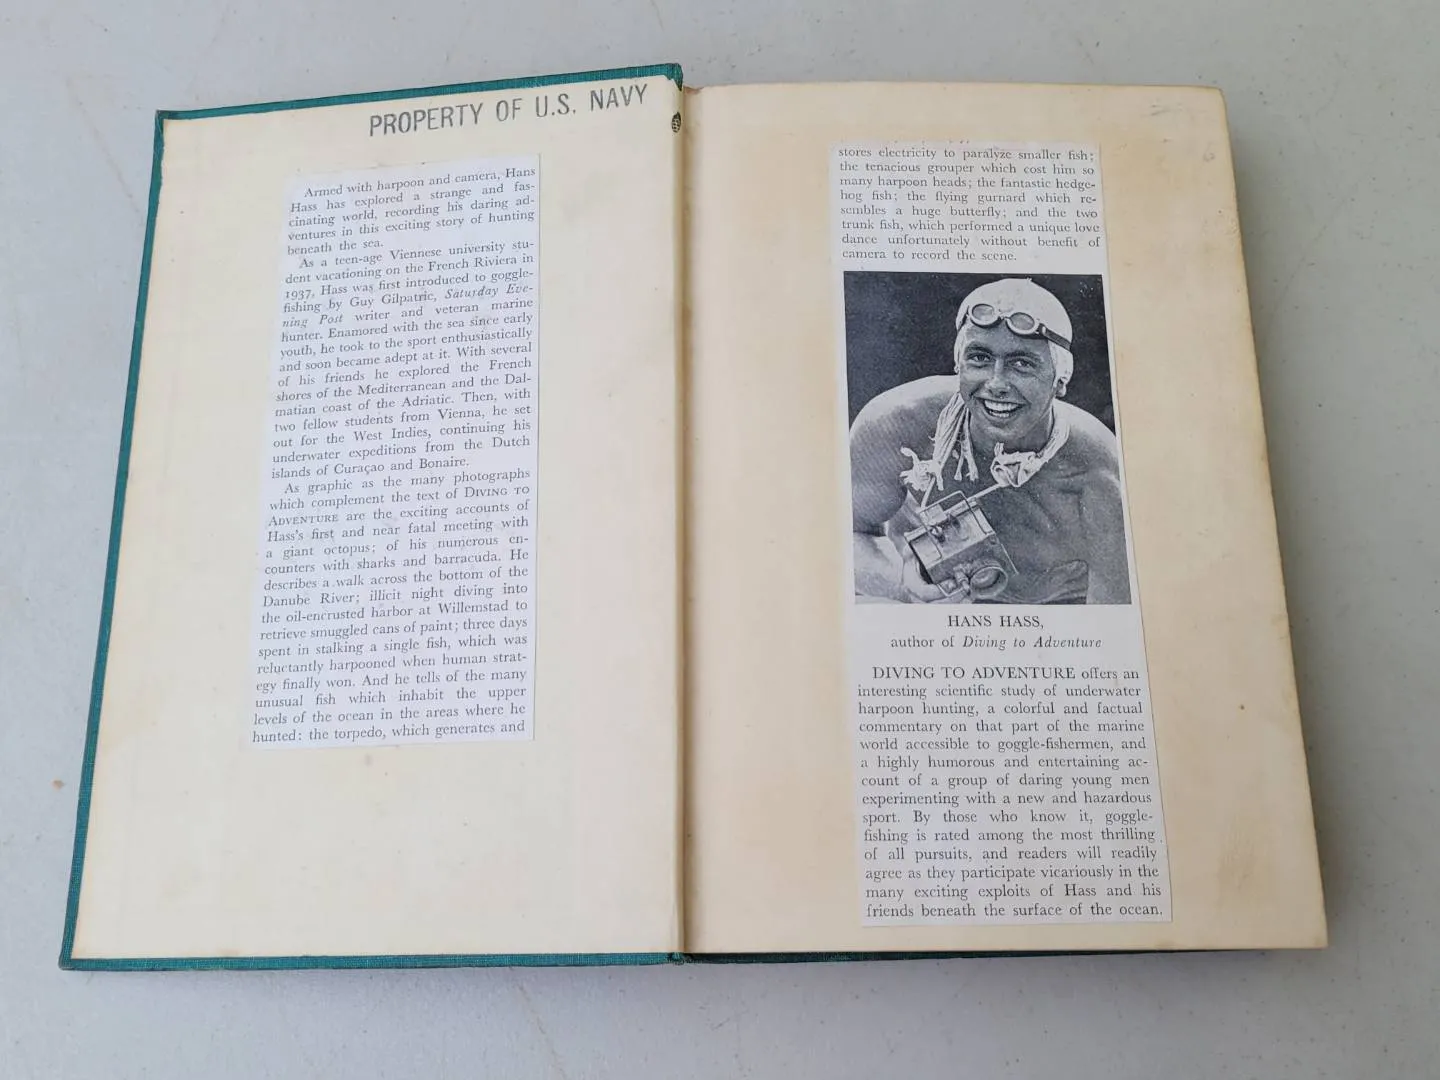 PROPERTY OF U.S. NAVY
Armed with harpoon and camera, Hans
Hass has explored a strange and fas-
cinating world, recording his daring ad-
ventures in this exciting story of hunting
beneath the sea.
As a teen-age Viennese university stu-
dent vacationing on the French Riviera in
1937, Hass was first introduced to goggle-
fishing by Guy Gilpatric, Saturday Eve-
ning Post writer and veteran marine
hunter. Enamored with the sea since early
youth, he took to the sport enthusiastically
and soon became adept at it. With several
of his friends he explored the French
shores of the Mediterranean and the Dal-
matian coast of the Adriatic. Then, with
two fellow students from Vienna, he set
out for the West Indies, continuing his
underwater expeditions from the Dutch
islands of Curaçao and Bonaire.
As graphic as the many photographs
which complement the text of DIVING TO
ADVENTURE are the exciting accounts of
Hass's first and near fatal meeting with
a giant octopus; of his numerous en-
counters with sharks and barracuda. He
describes a walk across the bottom of the
Danube River; illicit night diving into
the oil-encrusted harbor at Willemstad to
retrieve smuggled cans of paint; three days
spent in stalking a single fish, which was
reluctantly harpooned when human strat-
egy finally won. And he tells of the many
unusual fish which inhabit the upper
levels of the ocean in the areas where he
hunted: the torpedo, which generates and
stores electricity to paralyze smaller fish;
the tenacious grouper which cost him so
many harpoon heads; the fantastic hedge-
hog fish; the flying gurnard which re-
sembles a huge butterfly; and the two
trunk fish, which performed a unique love
dance unfortunately without benefit of
camera to record the scene.
HANS HASS,
author of Diving to Adventure
DIVING TO ADVENTURE offers an
interesting scientific study of underwater
harpoon hunting, a colorful and factual
commentary on that part of the marine
world accessible to goggle-fishermen, and
a highly humorous and entertaining ac-
count of a group of daring young men
experimenting with a new and hazardous
sport. By those who know it, goggle-
fishing is rated among the most thrilling
of all pursuits, and readers will readily
agree as they participate vicariously in the
many exciting exploits of Hass and his
friends beneath the surface of the ocean.